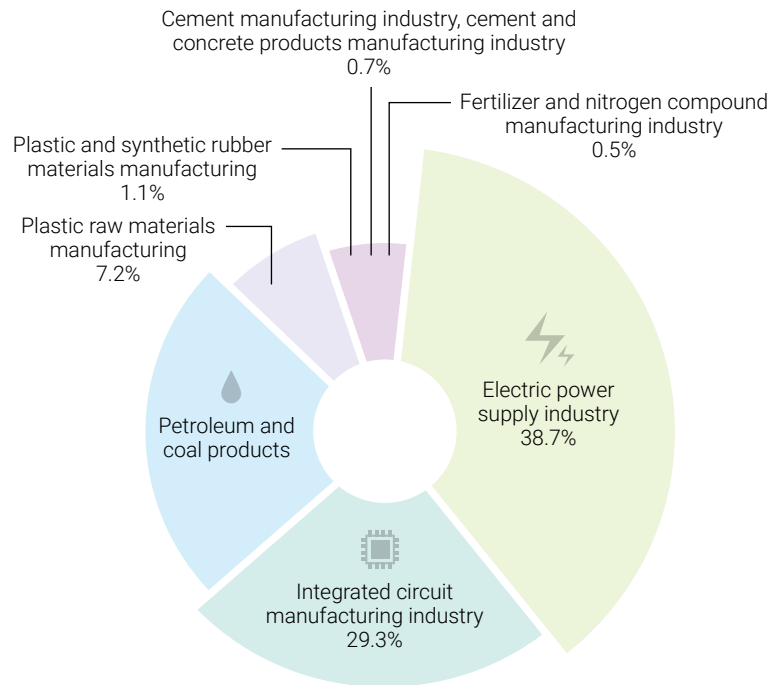 Cement manufacturing industry, cement and
concrete products manufacturing industry
0.7%
Fertilizer and nitrogen compound
manufacturing industry
0.5%
Plastic and synthetic rubber
materials manufacturing
1.1%
Plastic raw materials
manufacturing
7.2%
Electric power
supply industry
38.7%
Petroleum and
coal products
Integrated circuit
manufacturing industry
29.3%